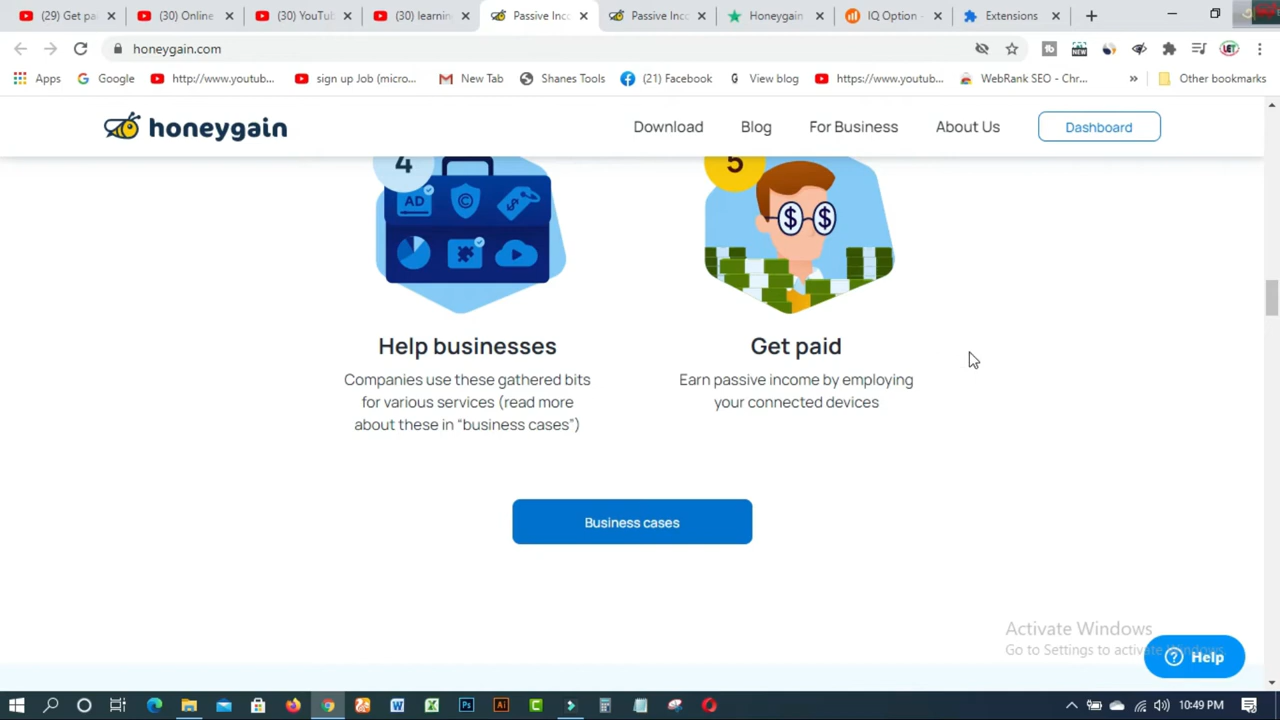 (29) Get pa
(30) Online
(30) YouTu
(30) learning
Passive Inc
Passive Inc
Honeygain
IQ Option -
Extensions
honeygain.com
Apps
Google
http://www.youtub...
sign up Job (micro...
New Tab
Shanes Tools
(21) Facebook
View blog
https://www.youtub...
WebRank SEO - Chr...
»
Other bookmarks
honeygain
Download
Blog
For Business
About Us
Dashboard
4
5
AD
C
$ $
Help businesses
Companies use these gathered bits
for various services (read more
about these in “business cases”)
Get paid
Earn passive income by employing
your connected devices
Business cases
Activate Windows
Go to Settings to activate Windows.
Help
10:49 PM